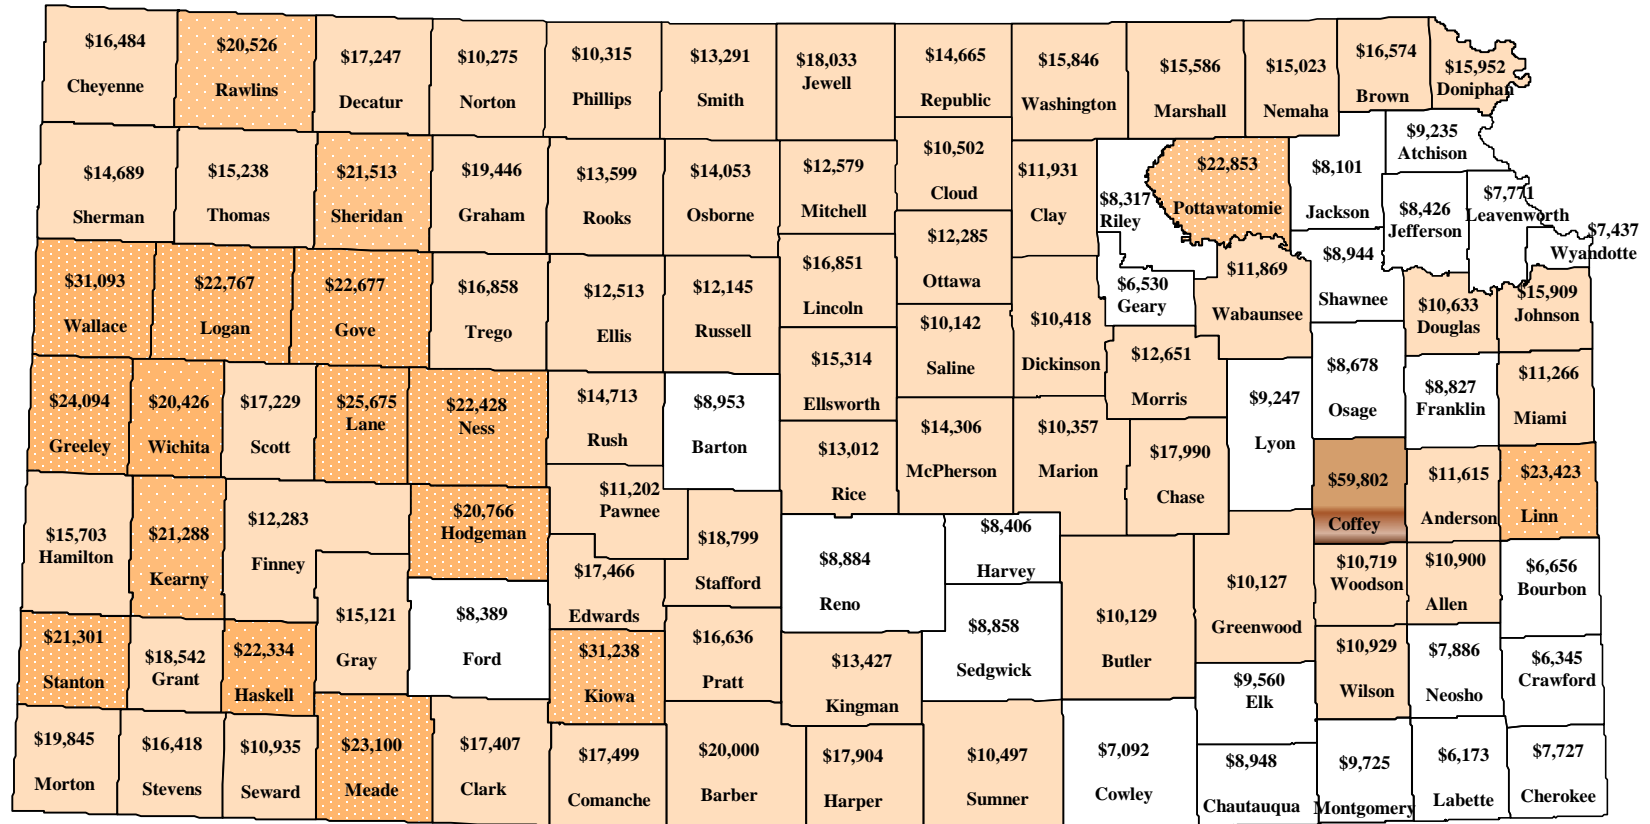 $16,484
Cheyenne
$20,526
Rawlins
$17,247
Decatur
$10,275
Norton
$10,315
Phillips
$13,291
Smith
$18,033
Jewell
$14,665
Republic
$15,846
Washington
$15,586
Marshall
$15,023
Nemaha
$16,574
Brown
$15,952
Doniphan
$14,689
Sherman
$15,238
Thomas
$21,513
Sheridan
$19,446
Graham
$13,599
Rooks
$14,053
Osborne
$12,579
Mitchell
$10,502
Cloud
$11,931
Clay
$8,317
Riley
$22,853
Pottawatomie
$8,101
Jackson
$9,235
Atchison
$8,426
Jefferson
$7,771
Leavenworth
$7,437
Wyandotte
$31,093
Wallace
$22,767
Logan
$22,677
Gove
$16,858
Trego
$12,513
Ellis
$12,145
Russell
$16,851
Lincoln
$12,285
Ottawa
$10,142
Saline
$10,418
Dickinson
$6,530
Geary
$11,869
Wabaunsee
$8,944
Shawnee
$10,633
Douglas
$15,909
Johnson
$24,094
Greeley
$20,426
Wichita
$17,229
Scott
$25,675
Lane
$22,428
Ness
$14,713
Rush
$8,953
Barton
$15,314
Ellsworth
$13,012
Rice
$14,306
McPherson
$10,357
Marion
$12,651
Morris
$17,990
Chase
$9,247
Lyon
$8,678
Osage
$8,827
Franklin
$11,266
Miami
$15,703
Hamilton
$21,288
Kearny
$12,283
Finney
$20,766
Hodgeman
$11,202
Pawnee
$18,799
Stafford
$17,466
Edwards
$8,884
Reno
$8,406
Harvey
$59,802
Coffey
$11,615
Anderson
$23,423
Linn
$15,121
Gray
$8,389
Ford
$8,858
Sedgwick
$10,129
Butler
$10,127
Greenwood
$10,719
Woodson
$10,900
Allen
$6,656
Bourbon
$21,301
Stanton
$18,542
Grant
$22,334
Haskell
$31,238
Kiowa
$16,636
Pratt
$13,427
Kingman
$9,560
Elk
$10,929
Wilson
$7,886
Neosho
$6,345
Crawford
$19,845
Morton
$16,418
Stevens
$10,935
Seward
$23,100
Meade
$17,407
Clark
$17,499
Comanche
$20,000
Barber
$17,904
Harper
$10,497
Sumner
$7,092
Cowley
$8,948
Chautauqua
$9,725
Montgomery
$6,173
Labette
$7,727
Cherokee